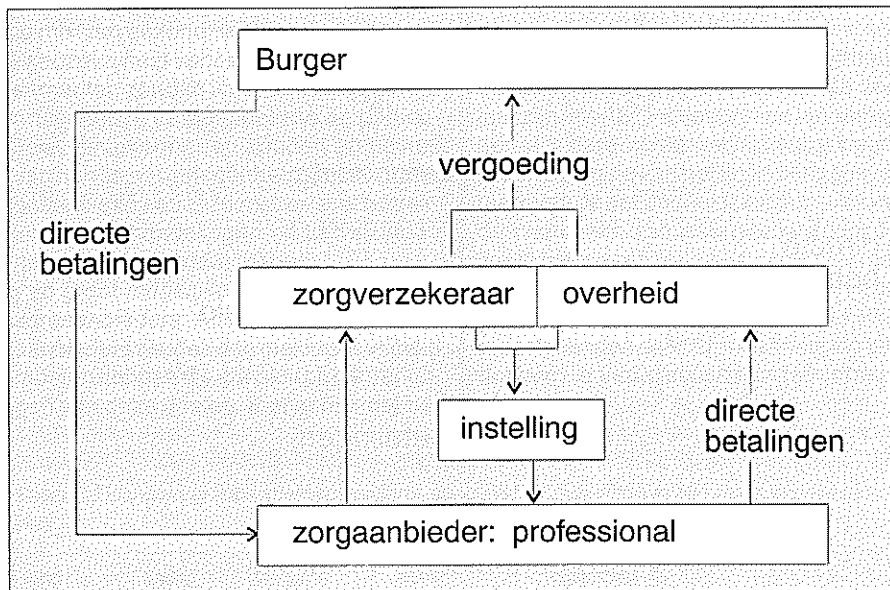 Burger
vergoeding
directe
betalingen
zorgverzekeraar
overheid
instelling
directe
betalingen
zorgaanbieder: professional